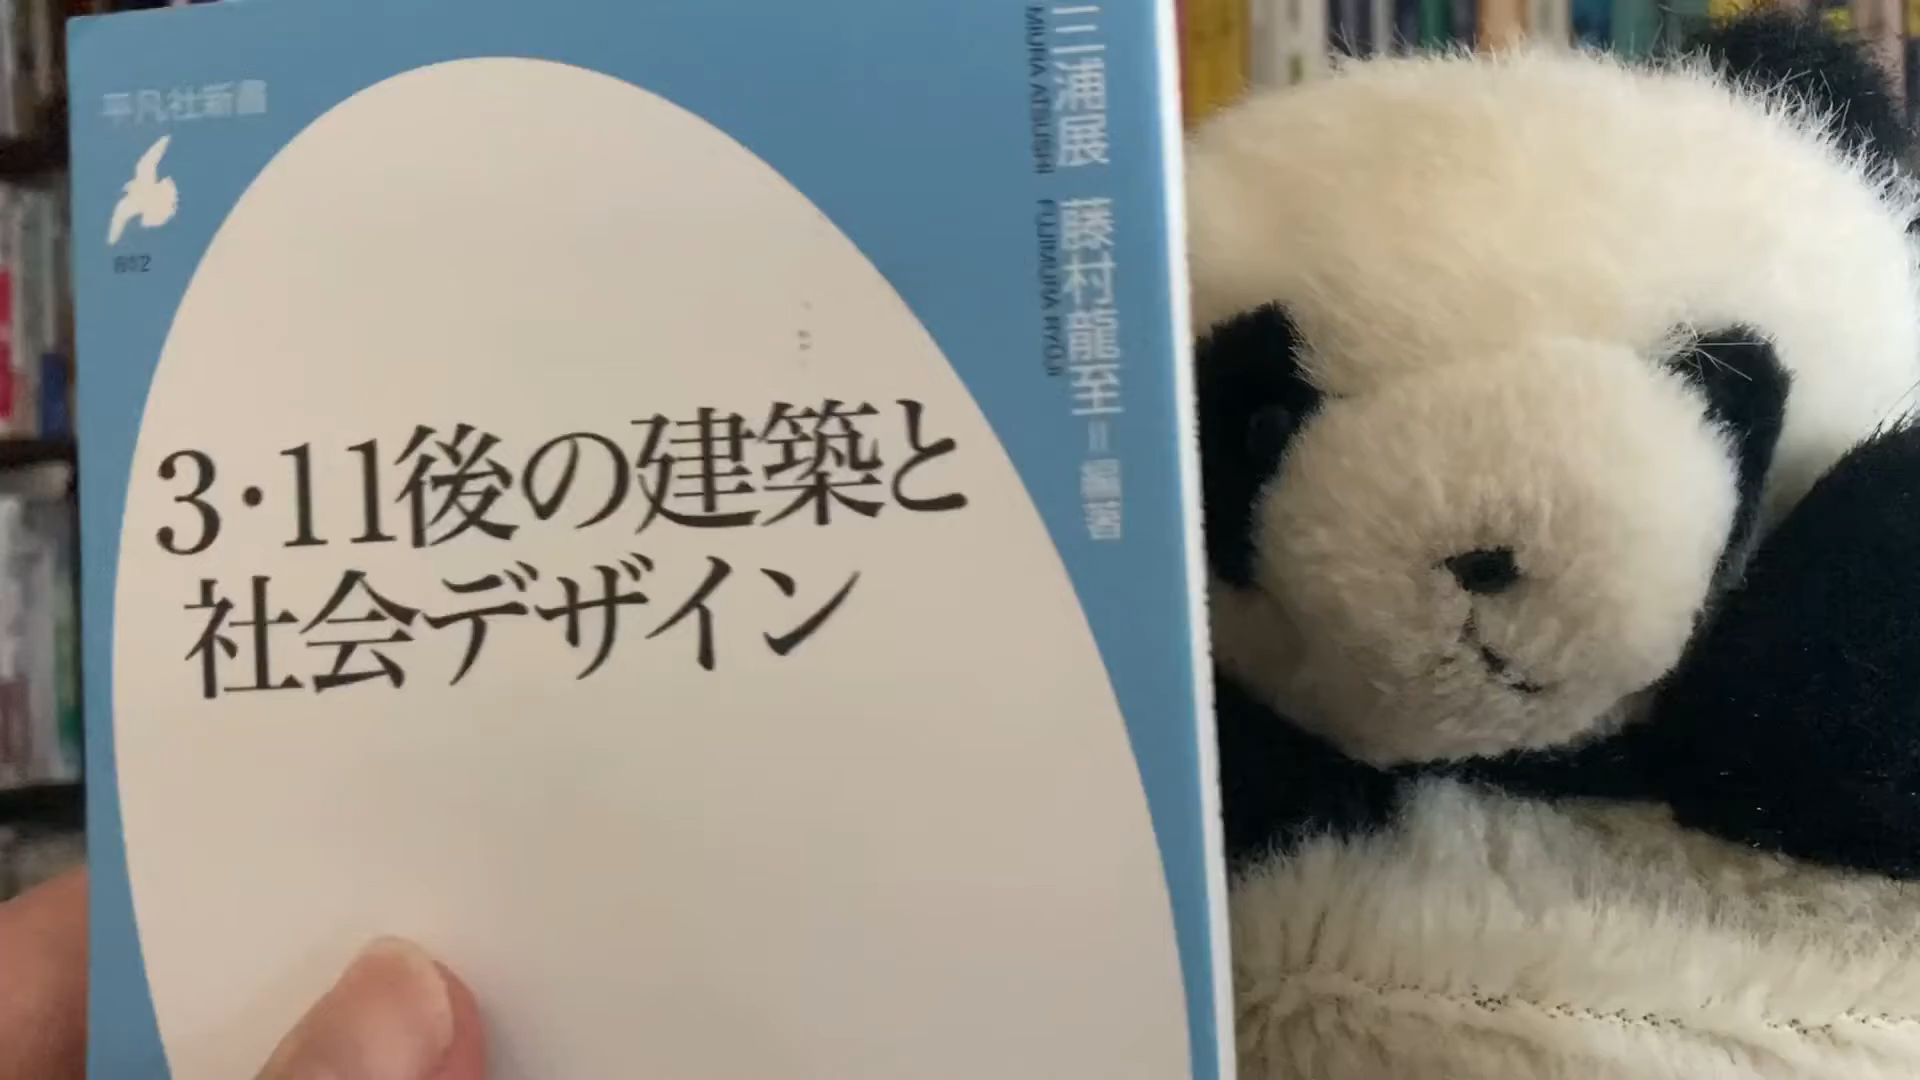 平凡社新書
3・11後の建築と
社会デザイン
三浦展
MIURA ATSUSHI
藤村龍至=編著
FUJIMURA RYUJI